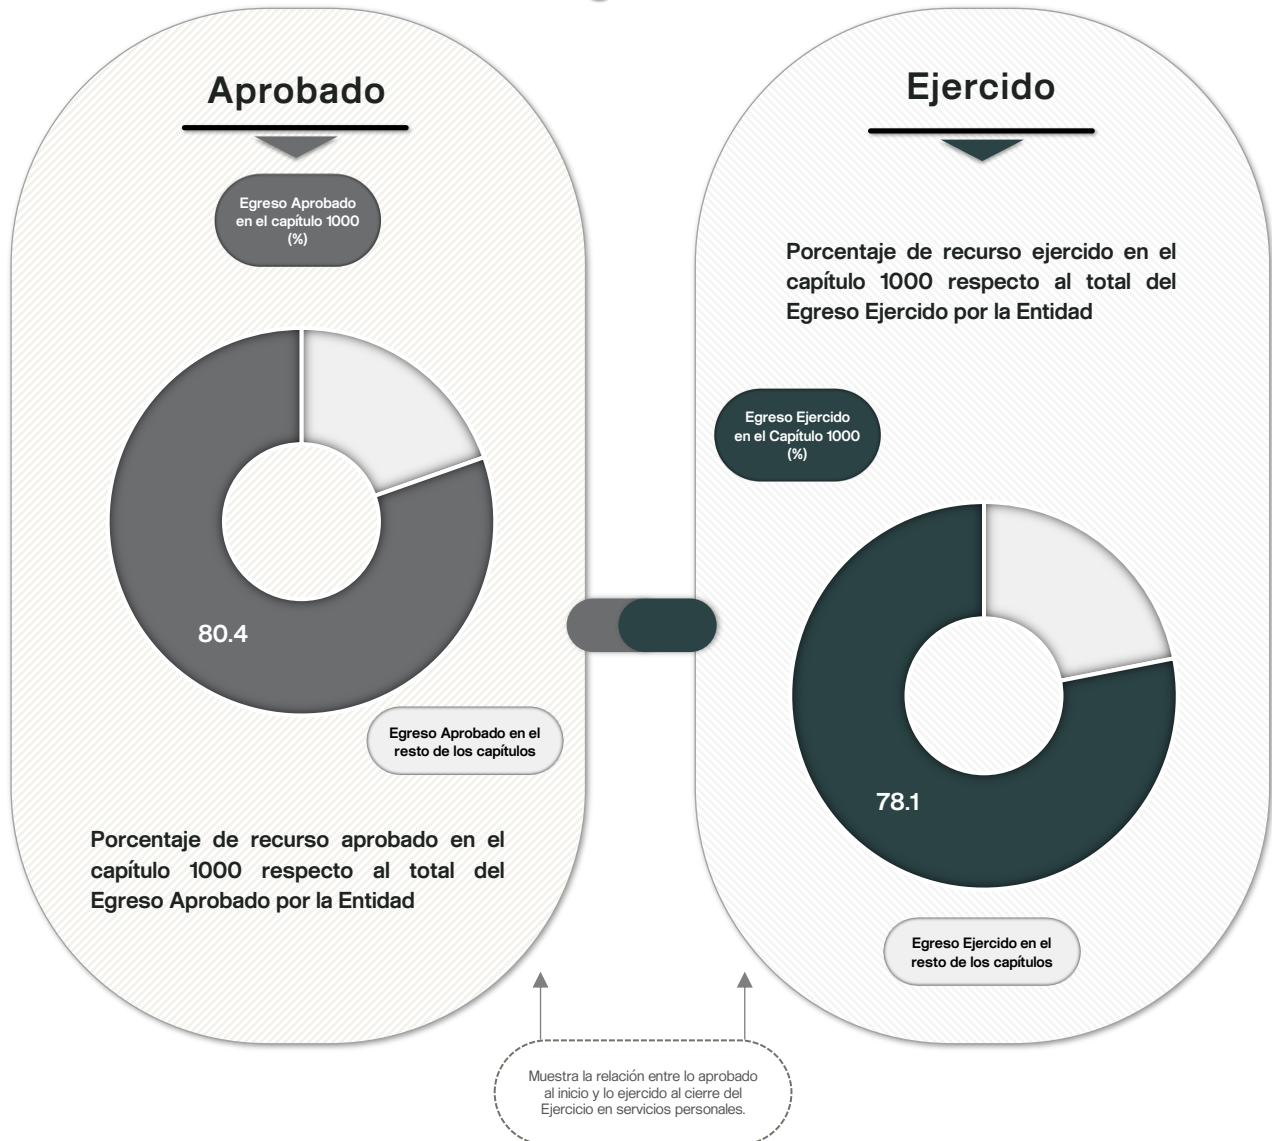 Aprobado
Egreso Aprobado
en el capítulo 1000
(%)
80.4
Egreso Aprobado en el
resto de los capítulos
Porcentaje de recurso aprobado en el
capítulo 1000 respecto al total del
Egreso Aprobado por la Entidad
Ejercido
Porcentaje de recurso ejercido en el
capítulo 1000 respecto al total del
Egreso Ejercido por la Entidad
Egreso Ejercido
en el Capítulo 1000
(%)
78.1
Egreso Ejercido en el
resto de los capítulos
Muestra la relación entre lo aprobado
al inicio y lo ejercido al cierre del
Ejercicio en servicios personales.